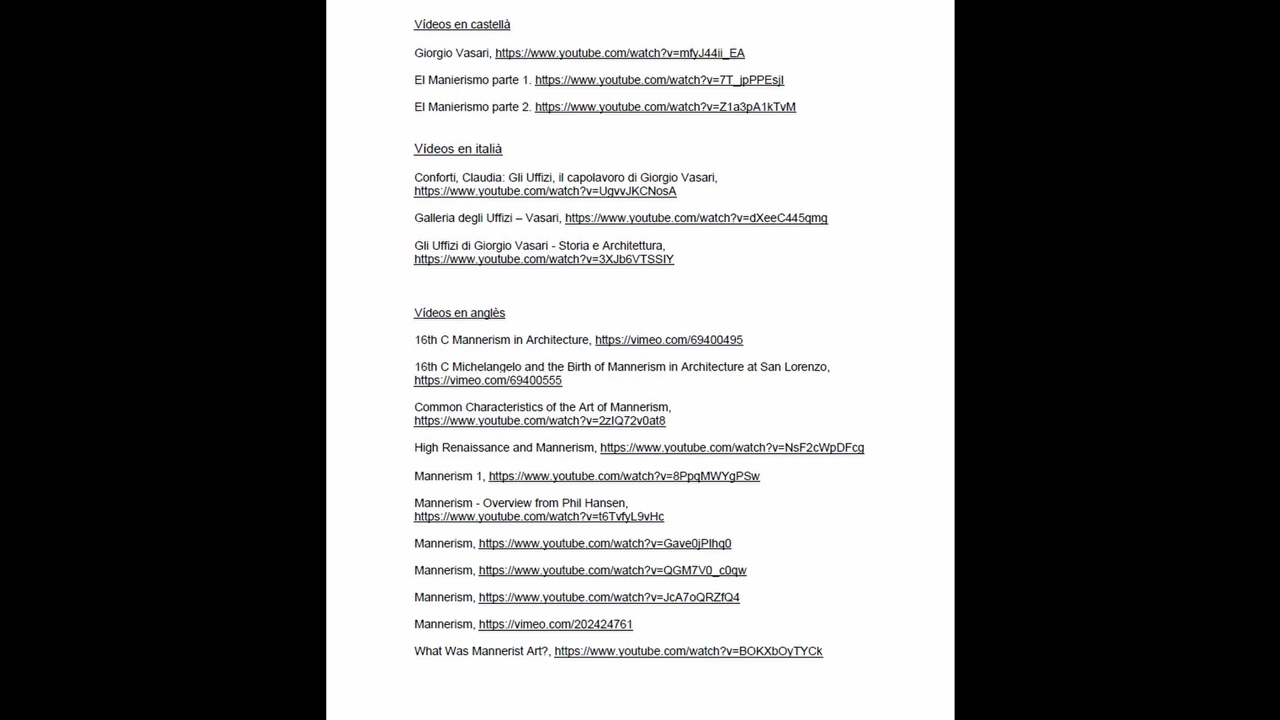 Vídeos en castellà
Giorgio Vasari, https://www.youtube.com/watch?v=mfyJ44ii_EA
El Manierismo parte 1. https://www.youtube.com/watch?v=7T_jpPPEsjI
El Manierismo parte 2. https://www.youtube.com/watch?v=Z1a3pA1kTvM
Vídeos en italià
Conforti, Claudia: Gli Uffizi, il capolavoro di Giorgio Vasari,
https://www.youtube.com/watch?v=UgvvJKCNosA
Galleria degli Uffizi – Vasari, https://www.youtube.com/watch?v=dXeeC445qmg
Gli Uffizi di Giorgio Vasari - Storia e Architettura,
https://www.youtube.com/watch?v=3XJb6VTSSIY
Vídeos en anglès
16th C Mannerism in Architecture, https://vimeo.com/69400495
16th C Michelangelo and the Birth of Mannerism in Architecture at San Lorenzo,
https://vimeo.com/69400555
Common Characteristics of the Art of Mannerism,
https://www.youtube.com/watch?v=2zIQ72v0at8
High Renaissance and Mannerism, https://www.youtube.com/watch?v=NsF2cWpDFcg
Mannerism 1, https://www.youtube.com/watch?v=8PpqMWYgPSw
Mannerism - Overview from Phil Hansen,
https://www.youtube.com/watch?v=t6TvfyL9vHc
Mannerism, https://www.youtube.com/watch?v=Gave0jPIhq0
Mannerism, https://www.youtube.com/watch?v=QGM7V0_c0qw
Mannerism, https://www.youtube.com/watch?v=JcA7oQRZfQ4
Mannerism, https://vimeo.com/202424761
What Was Mannerist Art?, https://www.youtube.com/watch?v=BOKXbOyTYCk